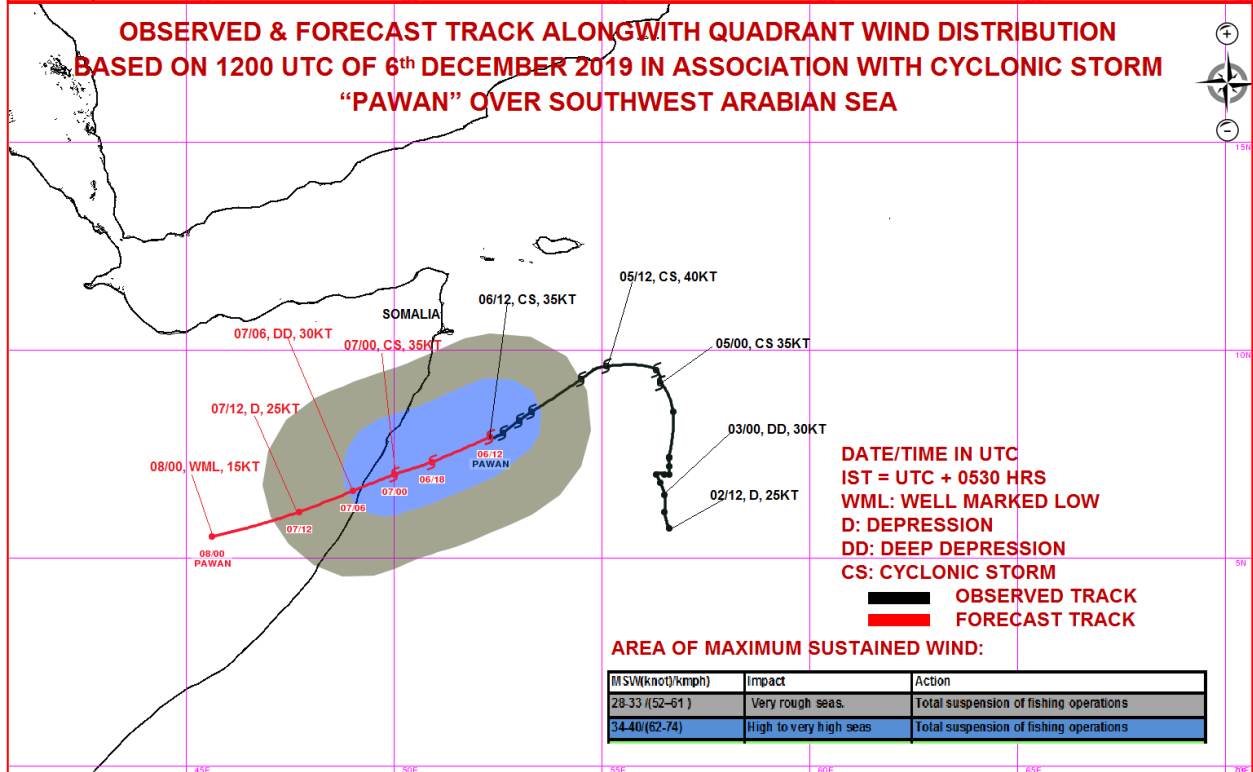 OBSERVED & FORECAST TRACK ALONGWITH QUADRANT WIND DISTRIBUTION
BASED ON 1200 UTC OF 6th DECEMBER 2019 IN ASSOCIATION WITH CYCLONIC STORM
“PAWAN” OVER SOUTHWEST ARABIAN SEA
15N
05/12, CS, 40KT
06/12, CS, 35KT
SOMALIA
07/06, DD, 30KT
07/00, CS, 35KT
05/00, CS 35KT
10N
07/12, D, 25KT
03/00, DD, 30KT
08/00, WML, 15KT
06/12
PAWAN
06/18
07/00
07/06
07/12
02/12, D, 25KT
08/00
PAWAN
5N
DATE/TIME IN UTC
IST = UTC + 0530 HRS
WML: WELL MARKED LOW
D: DEPRESSION
DD: DEEP DEPRESSION
CS: CYCLONIC STORM
OBSERVED TRACK
FORECAST TRACK
AREA OF MAXIMUM SUSTAINED WIND:
MSW(knot)/kmph) Impact Action
28-33 /(52–61 ) Very rough seas. Total suspension of fishing operations
34-40/(62-74) High to very high seas Total suspension of fishing operations
45E 50E 55E 60E 65E